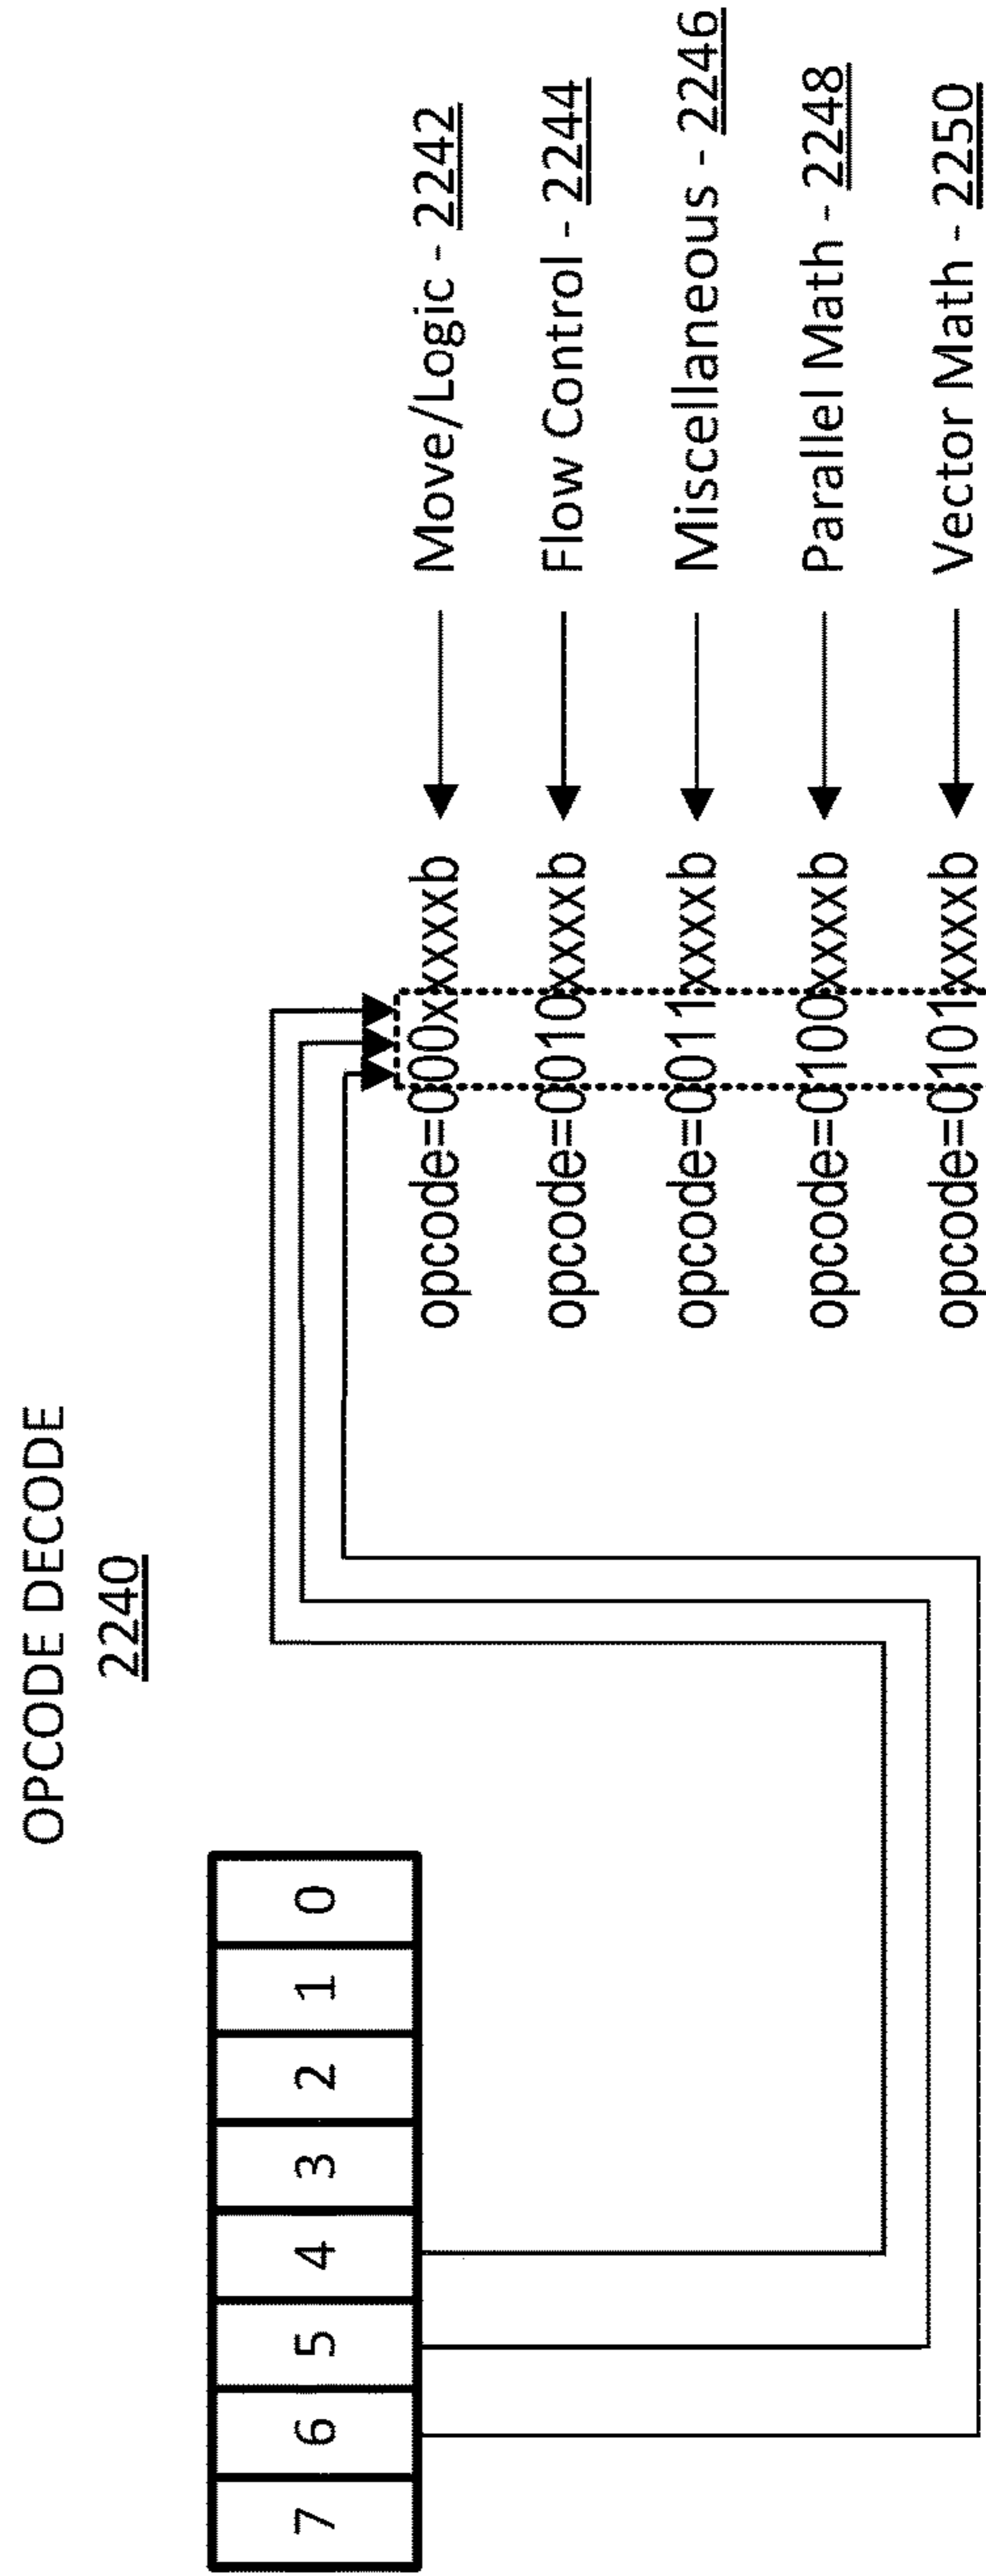 OPCODE DECODE
2240
7 6 5 4 3 2 1 0
opcode=000xxxxxb Move/Logic - 2242
opcode=0010xxxxb Flow Control - 2244
opcode=0011xxxxb Miscellaneous - 2246
opcode=0100xxxxb Parallel Math - 2248
opcode=0101xxxxb Vector Math - 2250